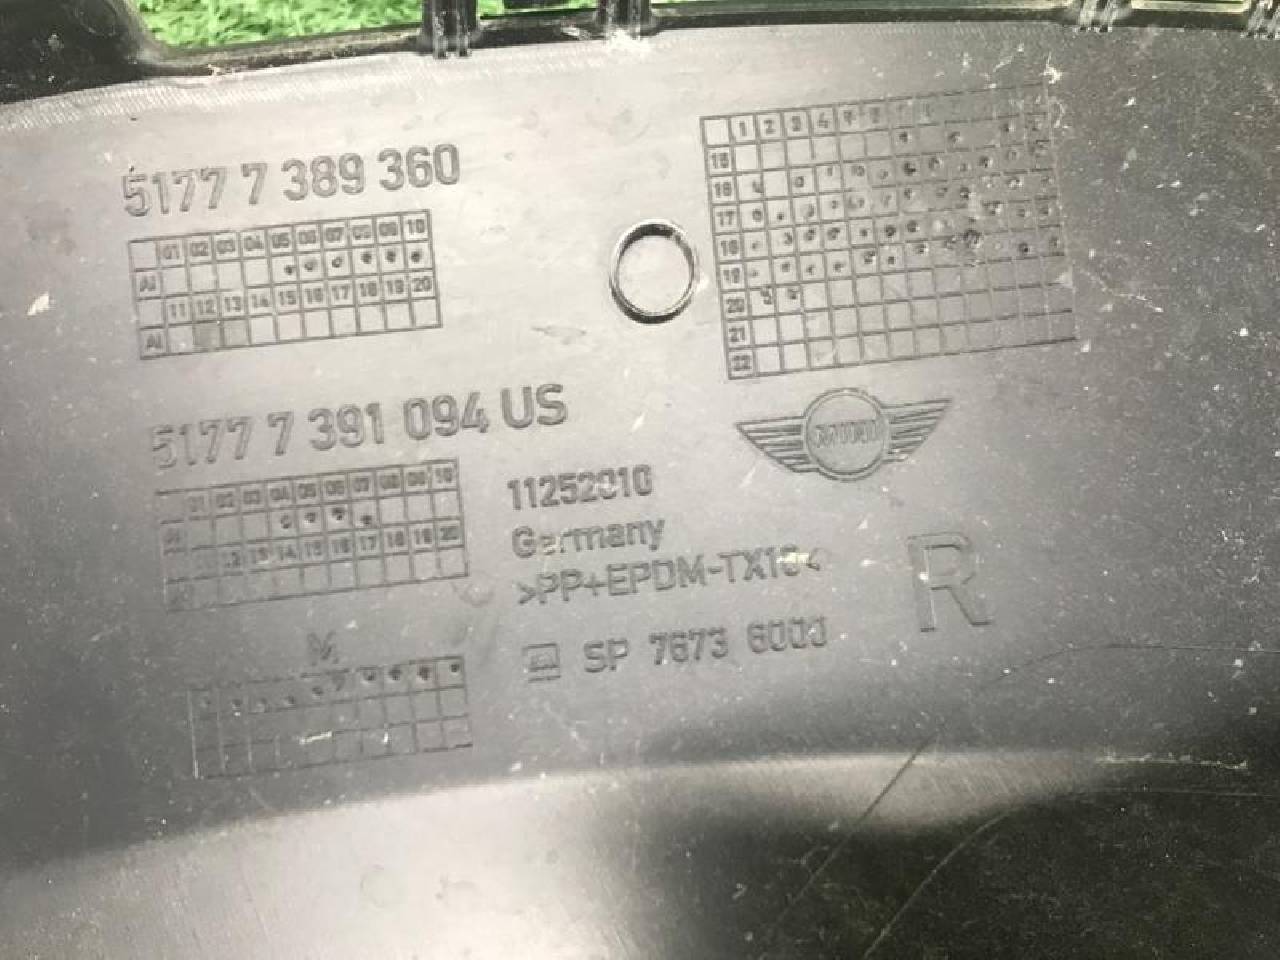 5177 7 389 360
01 02 03 04 05 06 07 08 09 10
AI
11 12 13 14 15 16 17 18 19 20
AI
1 2 3 4
15
16
17
18
19
20
21
22
5177 7 391 094 US
01 02 03 04 05 06 07 08 09 10
AI
12 13 14 15 16 17 18 19 20
11252010
Germany
>PP+EPDM-TX10<
MINI
R
M
SP 7673